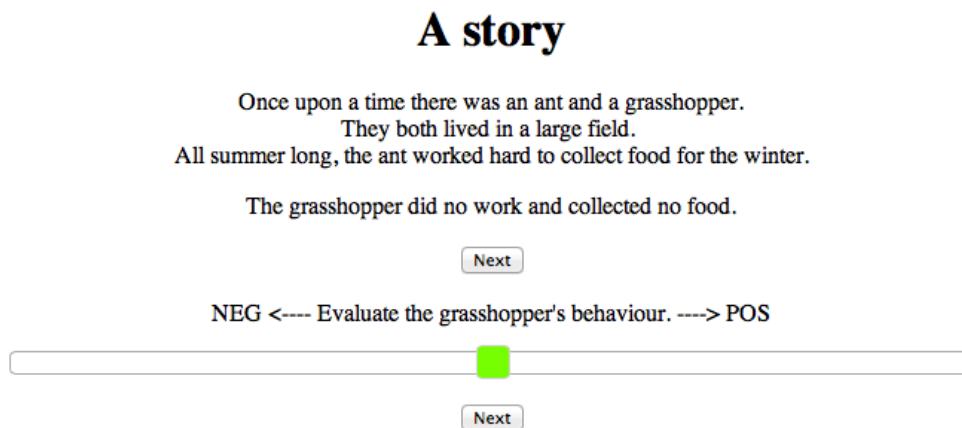 A story
Once upon a time there was an ant and a grasshopper.
They both lived in a large field.
All summer long, the ant worked hard to collect food for the winter.
The grasshopper did no work and collected no food.
Next
NEG <---- Evaluate the grasshopper's behaviour. ----> POS
Next